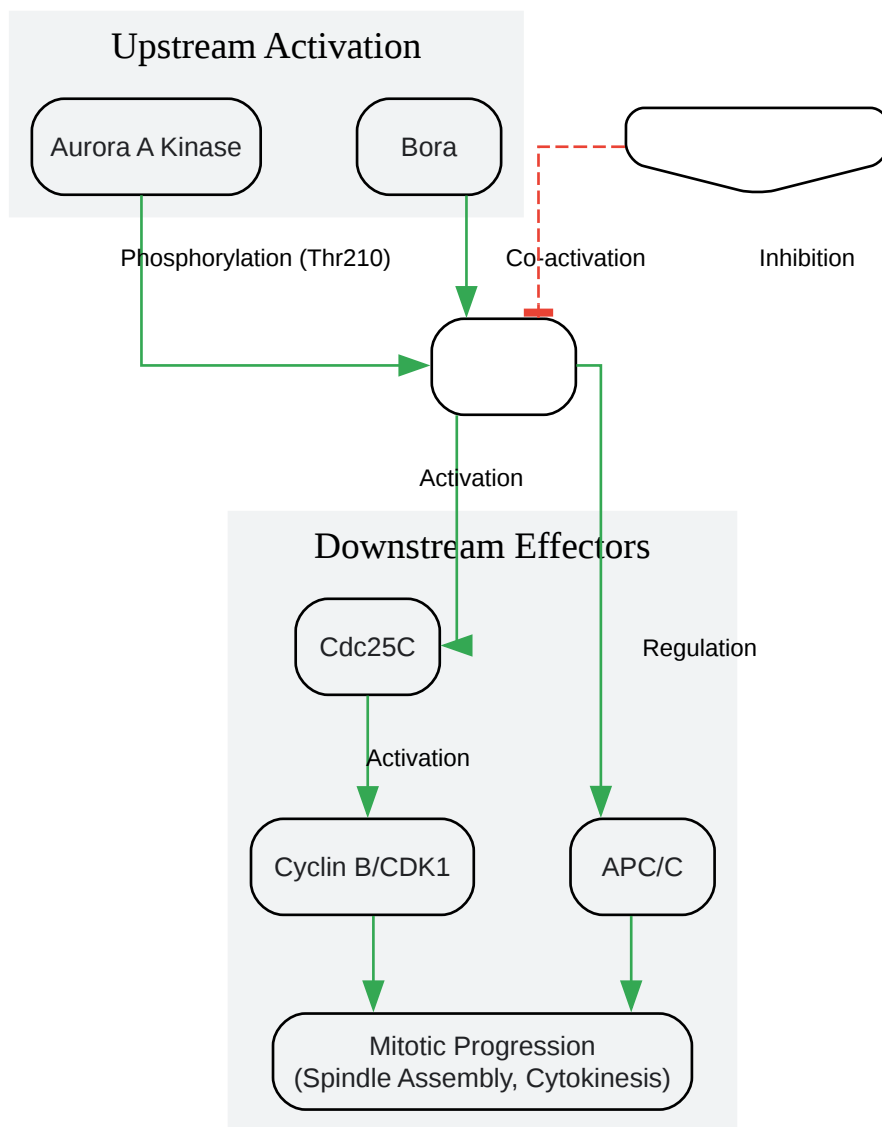 Upstream Activation
Aurora A Kinase
Bora
Phosphorylation (Thr210)
Co-activation
Inhibition
Activation
Downstream Effectors
Cdc25C
Regulation
Activation
Cyclin B/CDK1
APC/C
Mitotic Progression
(Spindle Assembly, Cytokinesis)